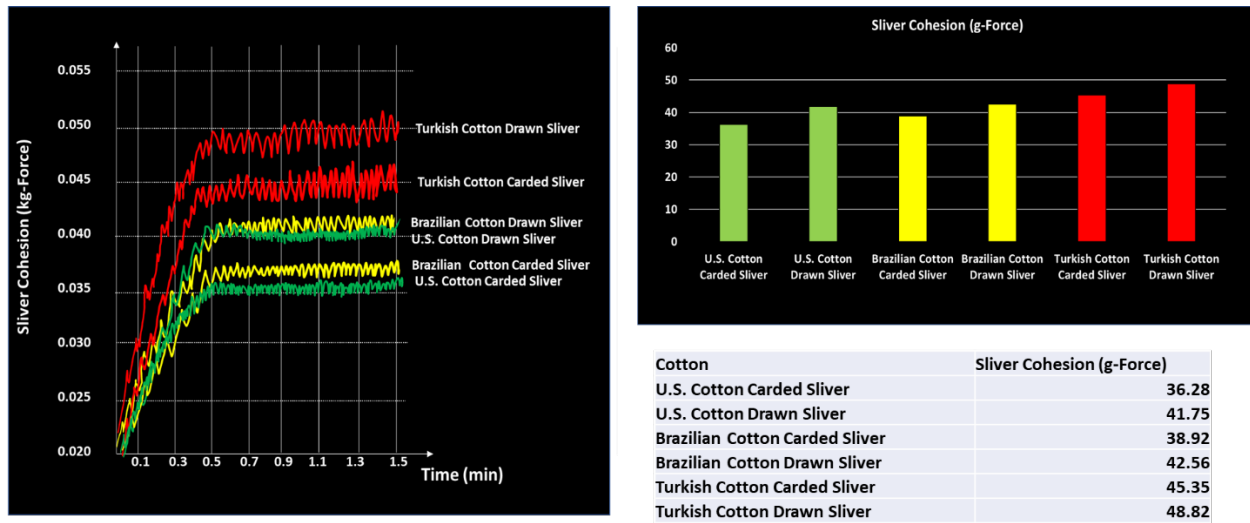 Sliver Cohesion (kg-Force)
0.055
0.050
0.045
0.040
0.035
0.030
0.025
0.020
Turkish Cotton Drawn Sliver
Turkish Cotton Carded Sliver
Brazilian Cotton Drawn Sliver
U.S. Cotton Drawn Sliver
Brazilian Cotton Carded Sliver
U.S. Cotton Carded Sliver
0.1 0.3 0.5 0.7 0.9 1.1 1.3 1.5
Time (min)
Sliver Cohesion (g-Force)
60
50
40
30
20
10
0
U.S. Cotton Carded Sliver
U.S. Cotton Drawn Sliver
Brazilian Cotton Carded Sliver
Brazilian Cotton Drawn Sliver
Turkish Cotton Carded Sliver
Turkish Cotton Drawn Sliver
Cotton Sliver Cohesion (g-Force)
U.S. Cotton Carded Sliver 36.28
U.S. Cotton Drawn Sliver 41.75
Brazilian Cotton Carded Sliver 38.92
Brazilian Cotton Drawn Sliver 42.56
Turkish Cotton Carded Sliver 45.35
Turkish Cotton Drawn Sliver 48.82